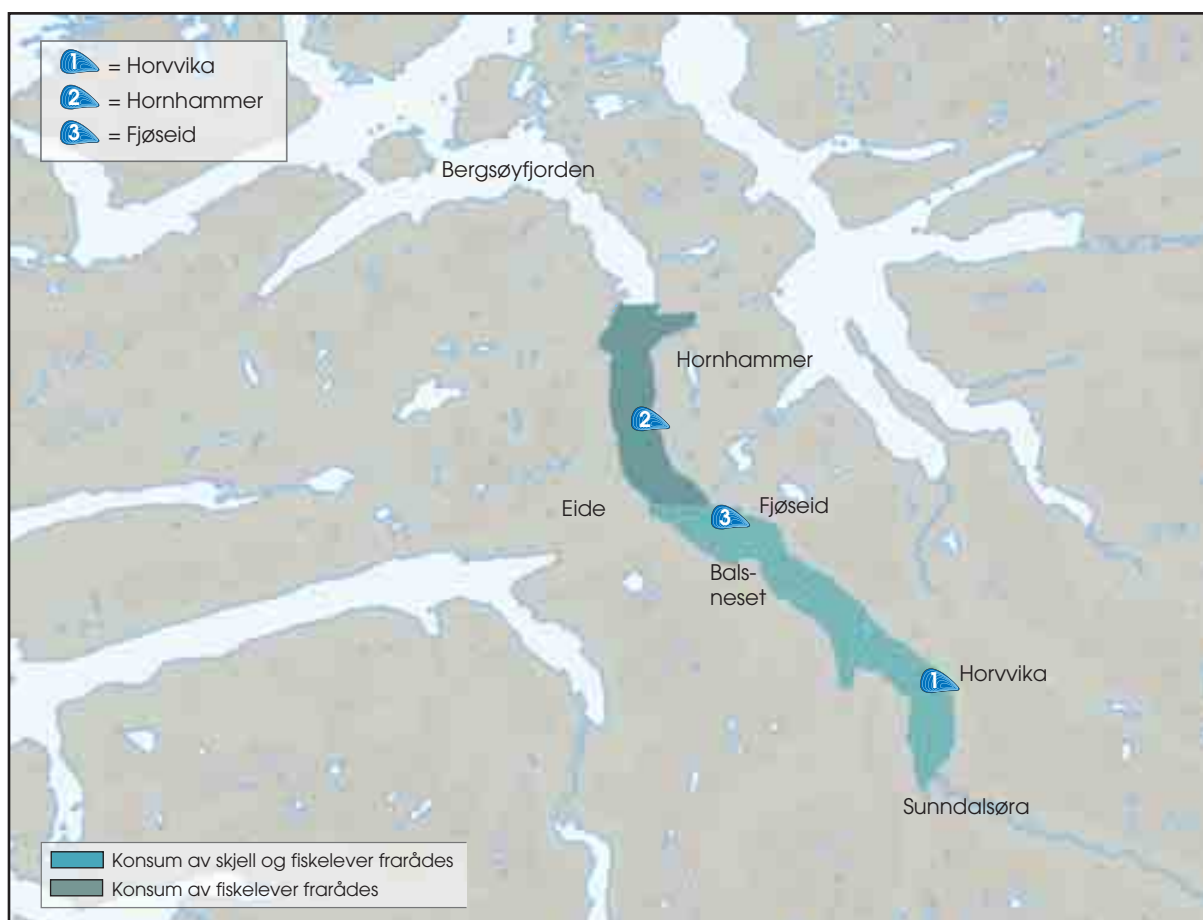 1 = Horvvika
2 = Hornhammer
3 = Fjøseid
Bergsøyfjorden
Hornhammer
2
Eide
3
Fjøseid
Bals-
neset
1
Horvvika
Sunndalsøra
Konsum av skjell og fiskelever frarådes
Konsum av fiskelever frarådes